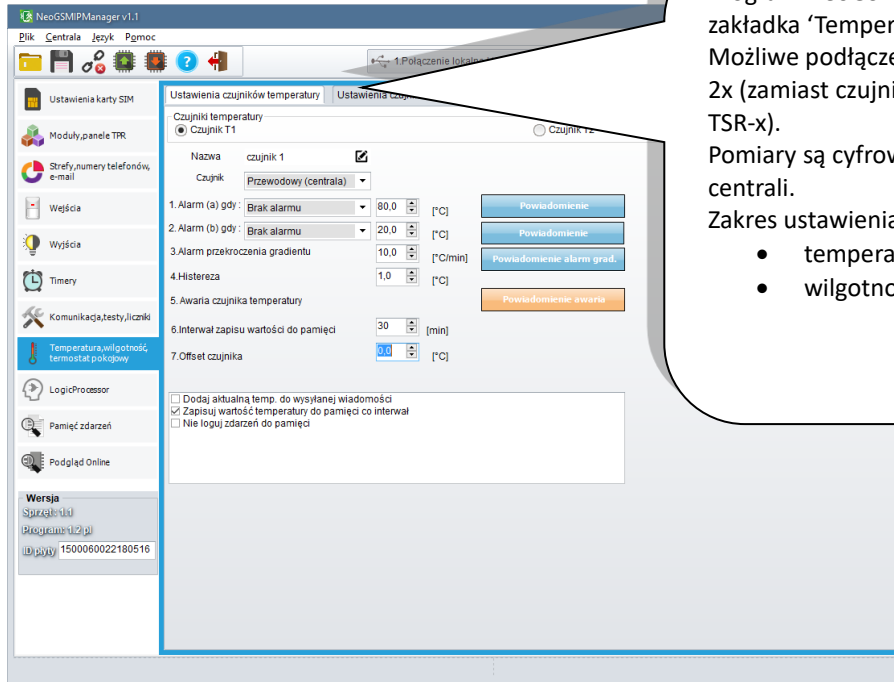 NeoGSMIPManager v1.1
Plik Centrala Język Pomoc
1.Połączenie lokaln
Ustawienia karty SIM
Moduły,panele TPR
Strefy,numery telefonów,
e-mail
Wejścia
Wyjścia
Timery
Komunikacja,testy,liczniki
Temperatura,wilgotność,
termostat pokojowy
LogicProcessor
Pamięć zdarzeń
Podgląd Online
Wersja
Sprzęt: 1.1
Program: 1.2 pl
ID płyty 1500060022180516
Ustawienia czujników temperatury Ustawienia
Czujniki temperatury
Czujnik T1 Czujnik T2
Nazwa czujnik 1
Czujnik Przewodowy (centrala)
1. Alarm (a) gdy : Brak alarmu 80,0 [°C] Powiadomienie
2. Alarm (b) gdy : Brak alarmu 20,0 [°C] Powiadomienie
3.Alarm przekroczenia gradientu 10,0 [°C/min] Powiadomienie alarm grad.
4.Histereza 1,0 [°C]
5. Awaria czujnika temperatury Powiadomienie awaria
6.Interwał zapisu wartości do pamięci 30 [min]
7.Offset czujnika 0,0 [°C]
Dodaj aktualną temp. do wysyłanej wiadomości
Zapisuj wartość temperatury do pamięci co interwał
Nie loguj zdarzeń do pamięci
zakładka ‘Temper
Możliwe podłącze
2x (zamiast czujni
TSR-x).
Pomiary są cyfrow
centrali.
Zakres ustawienia
• tempera
• wilgotno